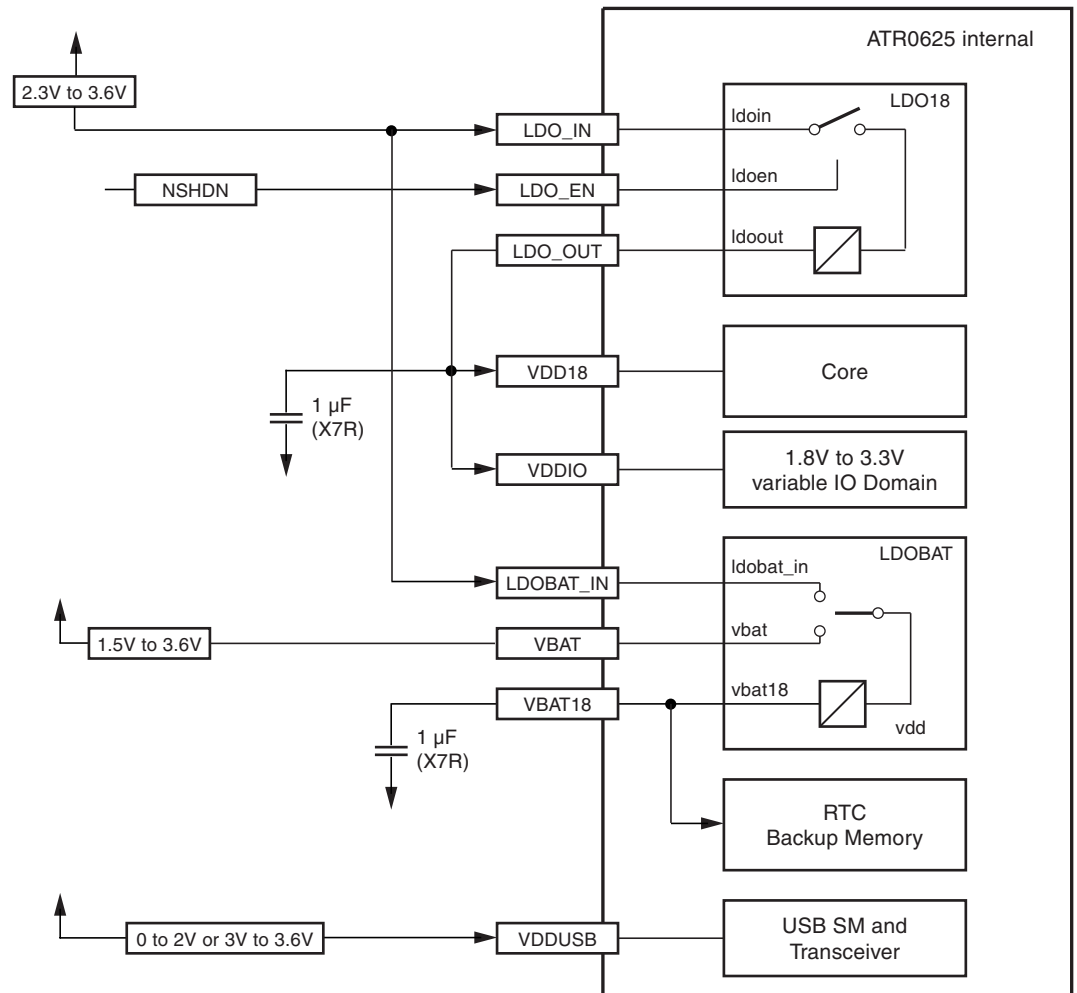 ATR0625 internal
2.3V to 3.6V
LDO18
LDO_IN
ldoin
NSHDN
LDO_EN
ldoen
LDO_OUT
ldoout
VDD18
Core
1 µF
(X7R)
VDDIO
1.8V to 3.3V
variable IO Domain
LDOBAT
LDOBAT_IN
ldobat_in
1.5V to 3.6V
VBAT
vbat
VBAT18
vbat18
vdd
1 µF
(X7R)
RTC
Backup Memory
0 to 2V or 3V to 3.6V
VDDUSB
USB SM and
Transceiver